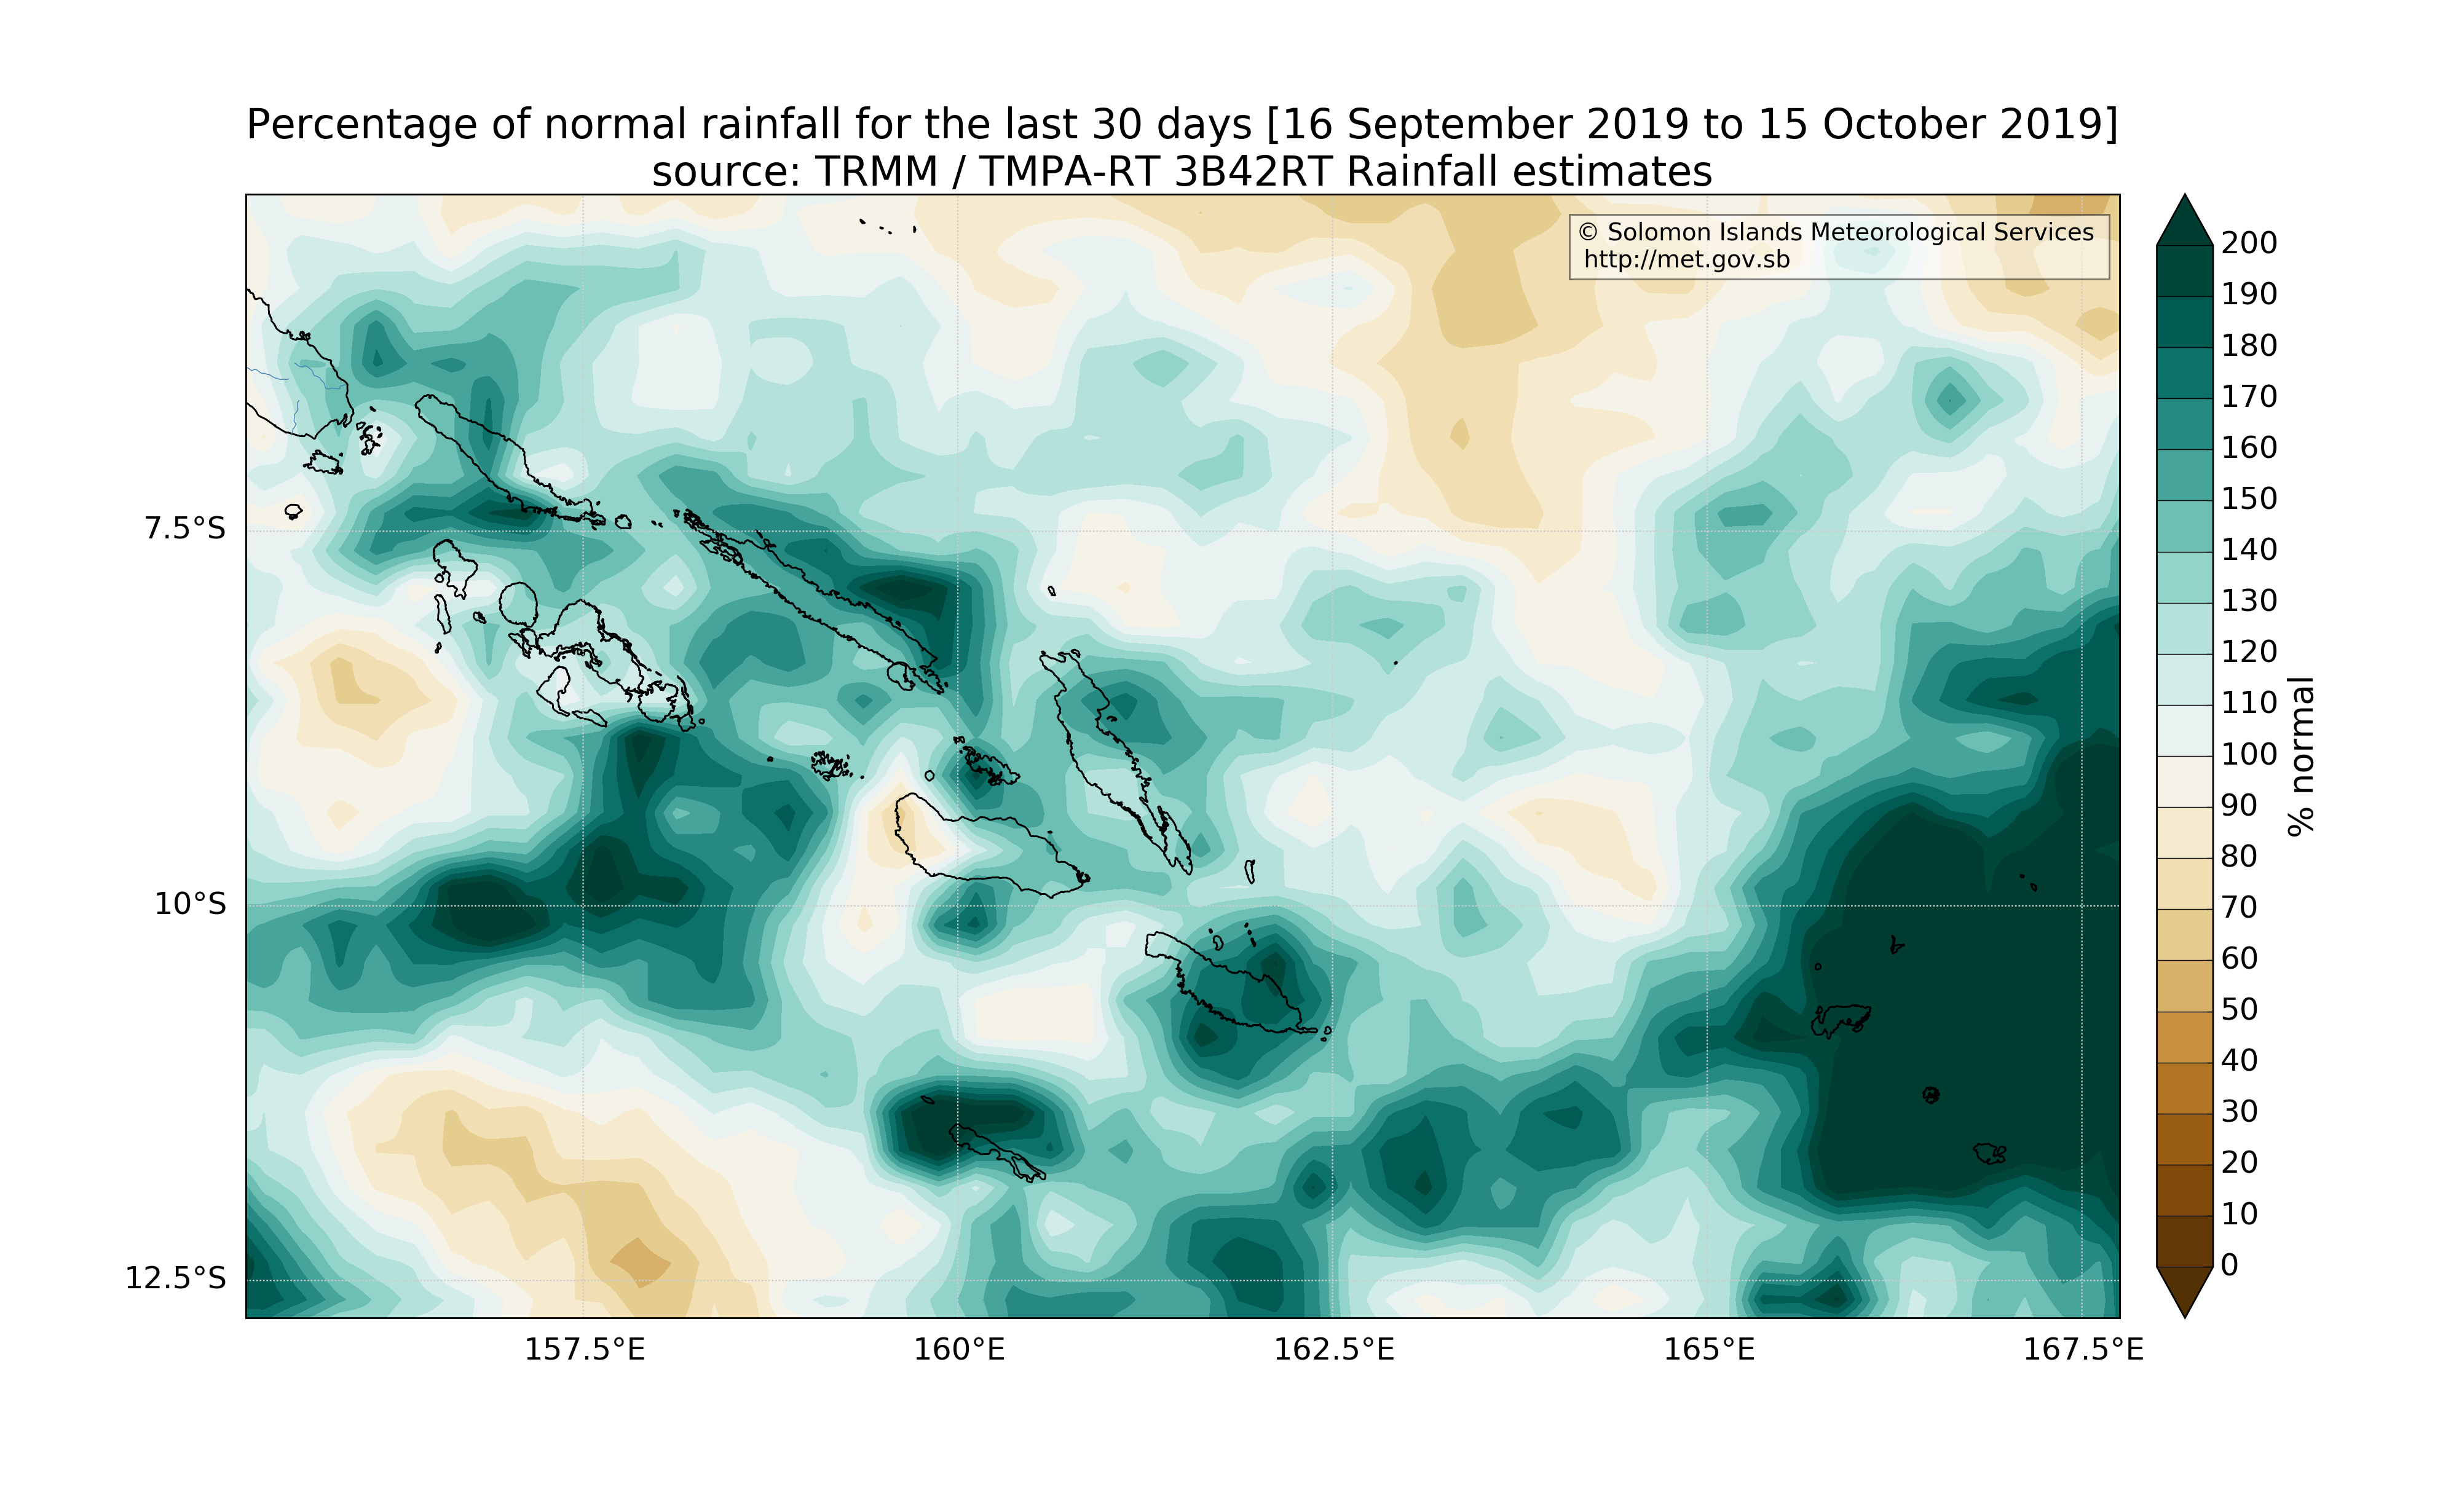 Percentage of normal rainfall for the last 30 days [16 September 2019 to 15 October 2019]
source: TRMM / TMPA-RT 3B42RT Rainfall estimates
© Solomon Islands Meteorological Services
http://met.gov.sb
7.5°S
10°S
12.5°S
157.5°E
160°E
162.5°E
165°E
167.5°E
200
190
180
170
160
150
140
130
120
110
100
90
80
70
60
50
40
30
20
10
0
% normal